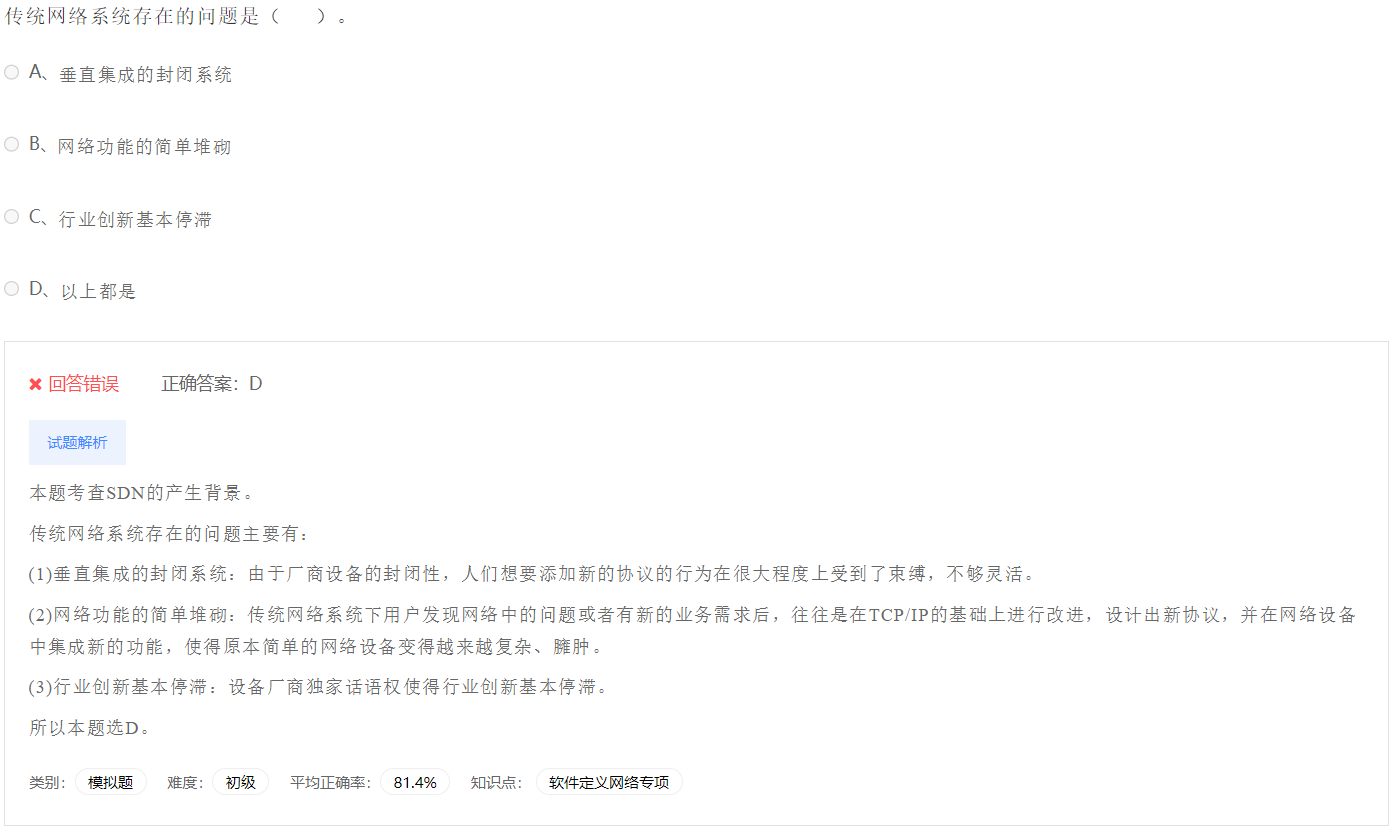 传统网络系统存在的问题是（　　）。
A、垂直集成的封闭系统
B、网络功能的简单堆砌
C、行业创新基本停滞
D、以上都是
✖ 回答错误 正确答案：D
试题解析
本题考查SDN的产生背景。
传统网络系统存在的问题主要有：
(1)垂直集成的封闭系统：由于厂商设备的封闭性，人们想要添加新的协议的行为在很大程度上受到了束缚，不够灵活。
(2)网络功能的简单堆砌：传统网络系统下用户发现网络中的问题或者有新的业务需求后，往往是在TCP/IP的基础上进行改进，设计出新协议，并在网络设备
中集成新的功能，使得原本简单的网络设备变得越来越复杂、臃肿。
(3)行业创新基本停滞：设备厂商独家话语权使得行业创新基本停滞。
所以本题选D。
类别： 模拟题 难度： 初级 平均正确率： 81.4% 知识点： 软件定义网络专项